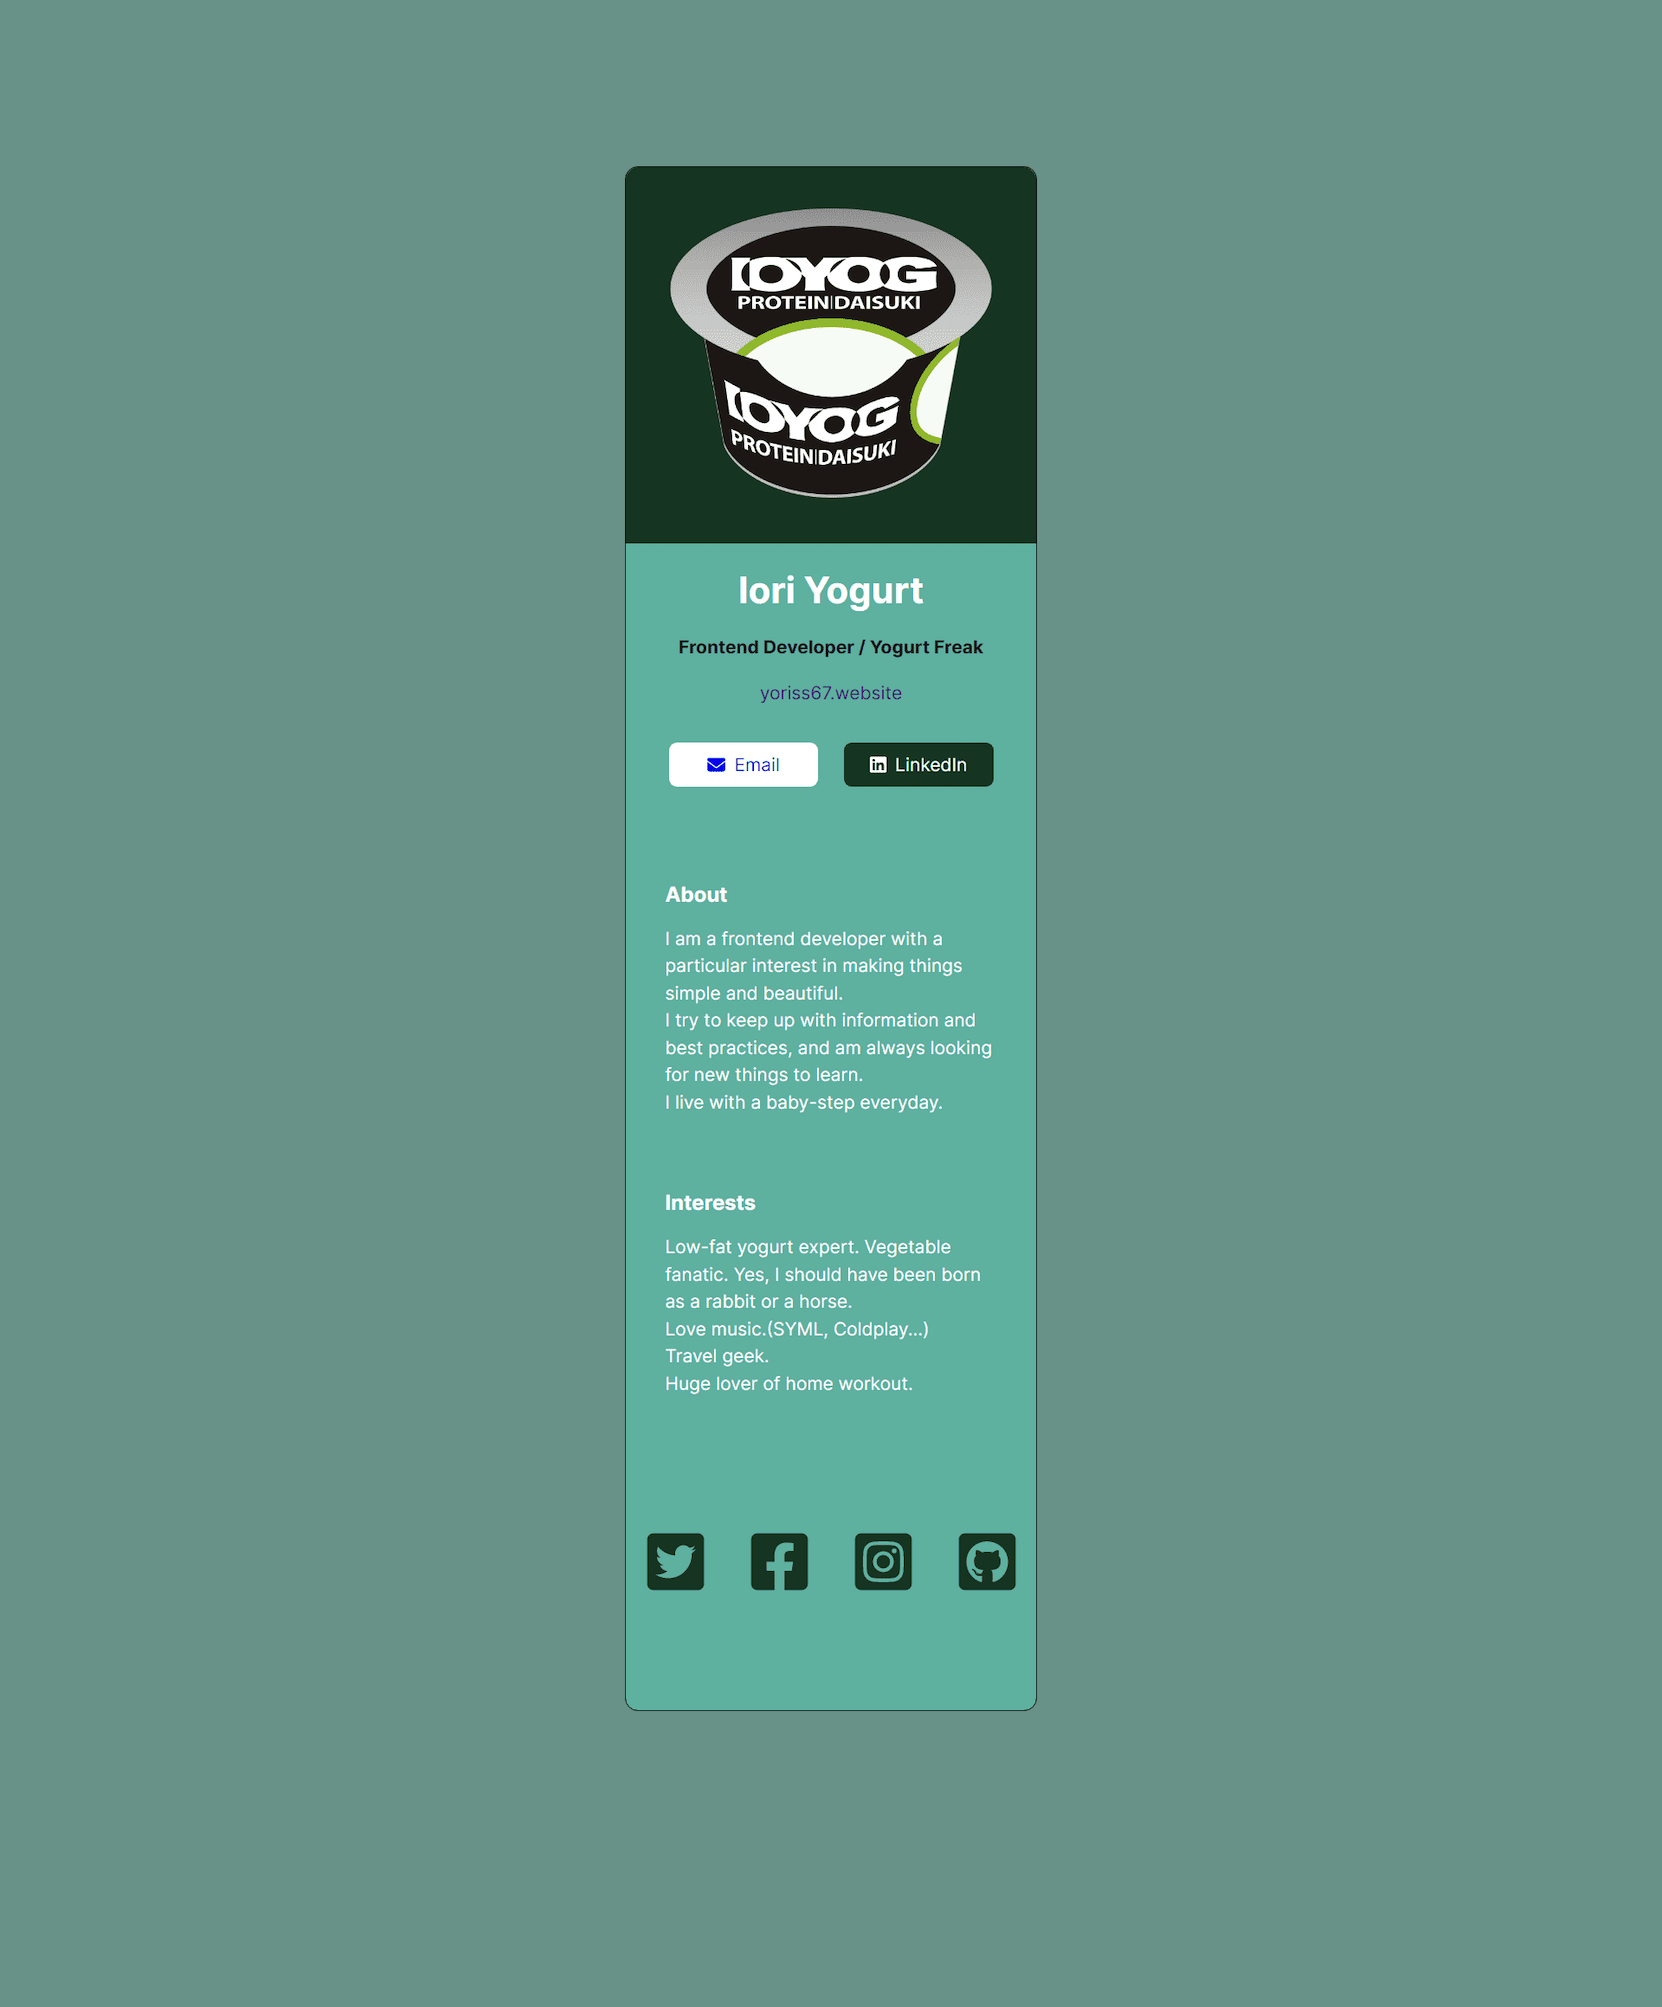 IOYOG
PROTEIN|DAISUKI
IOYOG
PROTEIN|DAISUKI
Iori Yogurt
Frontend Developer / Yogurt Freak
yoriss67.website
Email
LinkedIn
About
I am a frontend developer with a
particular interest in making things
simple and beautiful.
I try to keep up with information and
best practices, and am always looking
for new things to learn.
I live with a baby-step everyday.
Interests
Low-fat yogurt expert. Vegetable
fanatic. Yes, I should have been born
as a rabbit or a horse.
Love music.(SYML, Coldplay...)
Travel geek.
Huge lover of home workout.